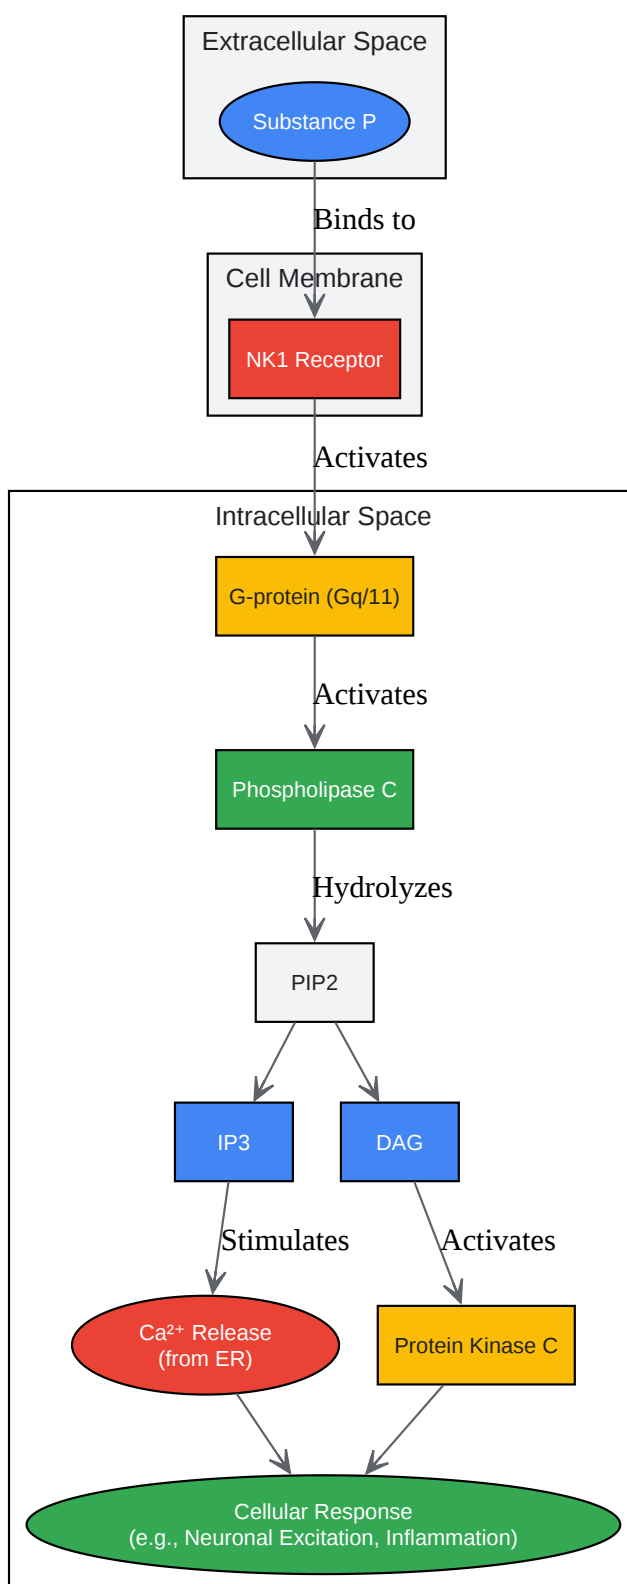 Extracellular Space
Substance P
Binds to
Cell Membrane
NK1 Receptor
Activates
Intracellular Space
G-protein (Gq/11)
Activates
Phospholipase C
Hydrolyzes
PIP2
IP3
DAG
Stimulates
Activates
Ca²⁺ Release
(from ER)
Protein Kinase C
Cellular Response
(e.g., Neuronal Excitation, Inflammation)